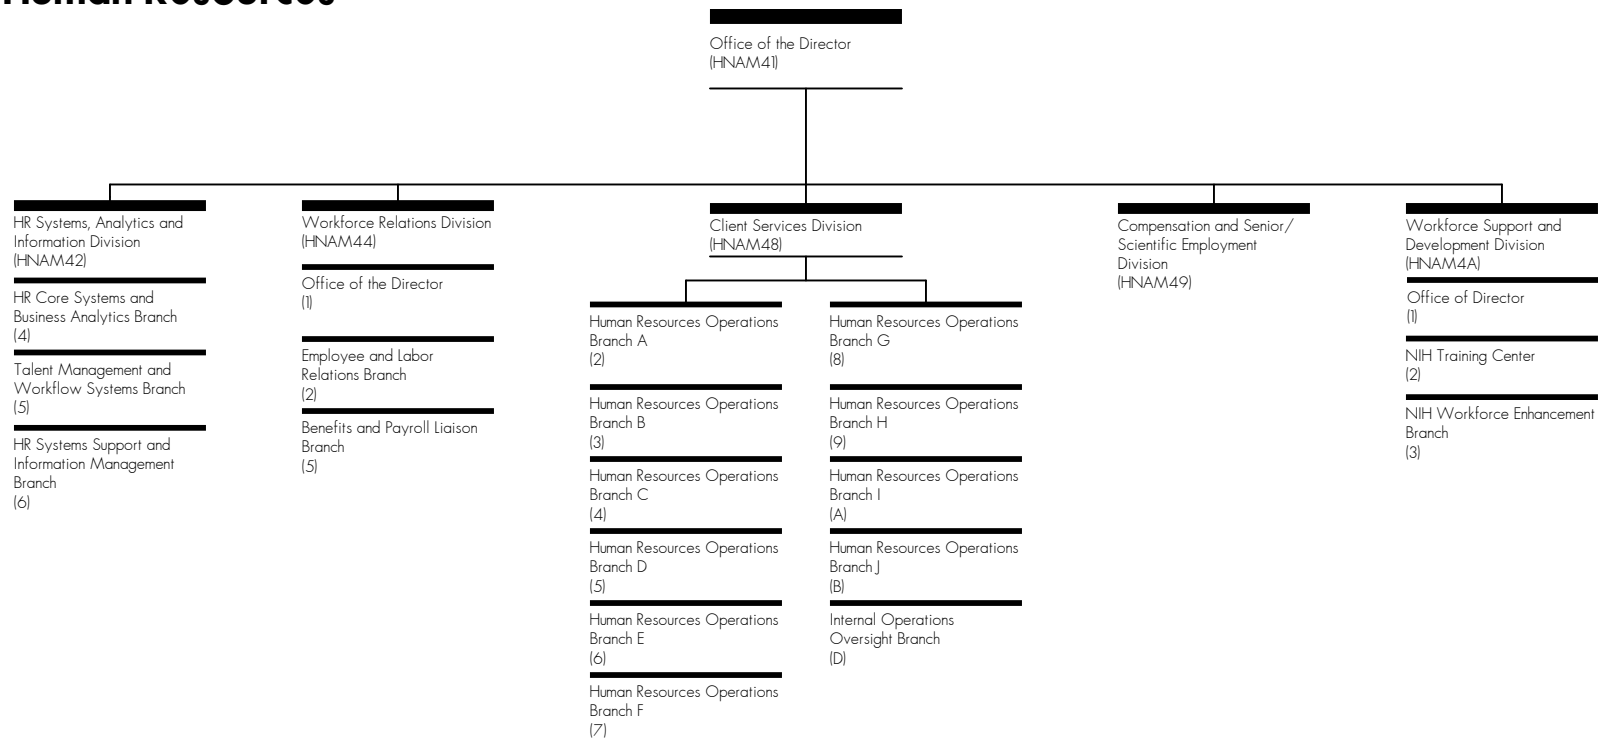 Human Resources
Office of the Director
(HNAM41)
HR Systems, Analytics and
Information Division
(HNAM42)
HR Core Systems and
Business Analytics Branch
(4)
Talent Management and
Workflow Systems Branch
(5)
HR Systems Support and
Information Management
Branch
(6)
Workforce Relations Division
(HNAM44)
Office of the Director
(1)
Employee and Labor
Relations Branch
(2)
Benefits and Payroll Liaison
Branch
(5)
Client Services Division
(HNAM48)
Human Resources Operations
Branch A
(2)
Human Resources Operations
Branch B
(3)
Human Resources Operations
Branch C
(4)
Human Resources Operations
Branch D
(5)
Human Resources Operations
Branch E
(6)
Human Resources Operations
Branch F
(7)
Human Resources Operations
Branch G
(8)
Human Resources Operations
Branch H
(9)
Human Resources Operations
Branch I
(A)
Human Resources Operations
Branch J
(B)
Internal Operations
Oversight Branch
(D)
Compensation and Senior/
Scientific Employment
Division
(HNAM49)
Workforce Support and
Development Division
(HNAM4A)
Office of Director
(1)
NIH Training Center
(2)
NIH Workforce Enhancement
Branch
(3)